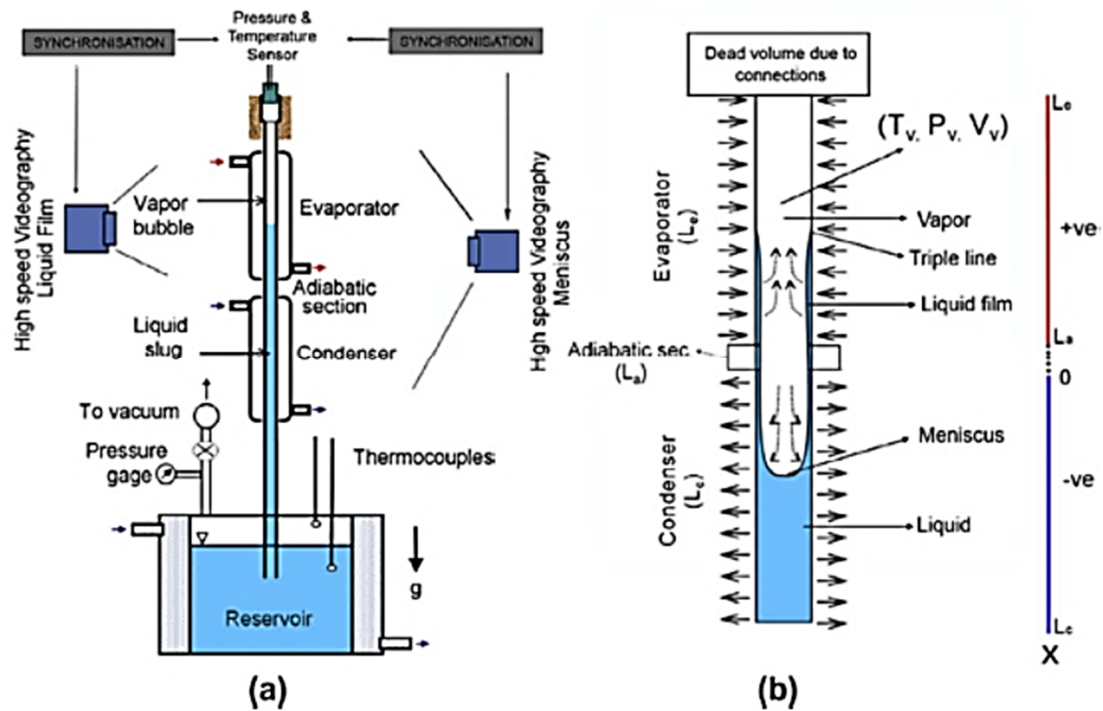 Pressure &
Temperature
Sensor
SYNCHRONISATION
SYNCHRONISATION
High speed Videography
Liquid Film
Vapor
bubble
Evaporator
High speed Videography
Meniscus
Adiabatic
section
Liquid
slug
Condenser
To vacuum
Pressure
gage
Thermocouples
g
Reservoir
(a)
Dead volume due to
connections
(Tv, Pv, Vv)
Evaporator
(Le)
Vapor
Triple line
Liquid film
Adiabatic sec
(La)
Condenser
(Lc)
Meniscus
Liquid
Le
+ve
La
0
-ve
Lc
X
(b)